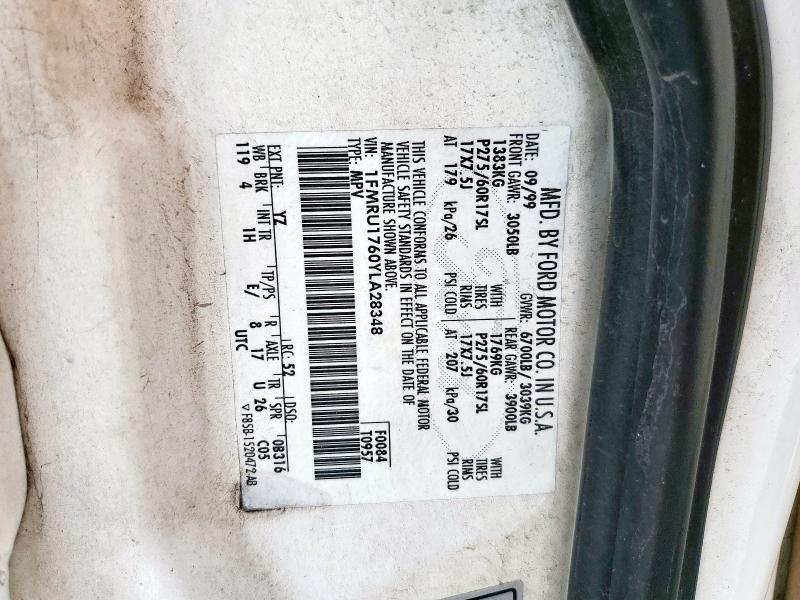 MFD. BY FORD MOTOR CO. IN U.S.A.
DATE: 09/99 GVWR: 6700LB/ 3039KG
FRONT GAWR: 3050LB REAR GAWR: 3900LB
1383KG WITH 1769KG WITH
P275/60R17SL TIRES P275/60R17SL TIRES
17X7.5J RIMS 17X7.5J RIMS
AT 179 kPa/26 PSI COLD AT 207 kPa/30 PSI COLD
THIS VEHICLE CONFORMS TO ALL APPLICABLE FEDERAL MOTOR
VEHICLE SAFETY STANDARDS IN EFFECT ON THE DATE OF
MANUFACTURE SHOWN ABOVE.
VIN: 1FMRU1760YLA28348 F0084
TYPE: MPV T0957
EXT PNT: YZ RC: 52 DSO: 0B316
WB BRK INT TR TP/PS R AXLE TR SPR C05
119 4 1H E/ 8 17 U 26
UTC ▽ F85B-1520472-AB